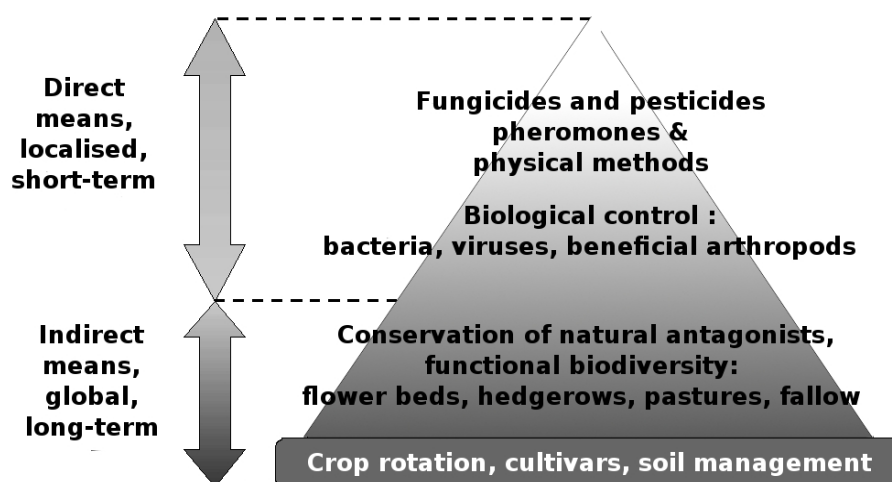 Direct
means,
localised,
short-term
Fungicides and pesticides
pheromones &
physical methods
Biological control :
bacteria, viruses, beneficial arthropods
Indirect
means,
global,
long-term
Conservation of natural antagonists,
functional biodiversity:
flower beds, hedgerows, pastures, fallow
Crop rotation, cultivars, soil management